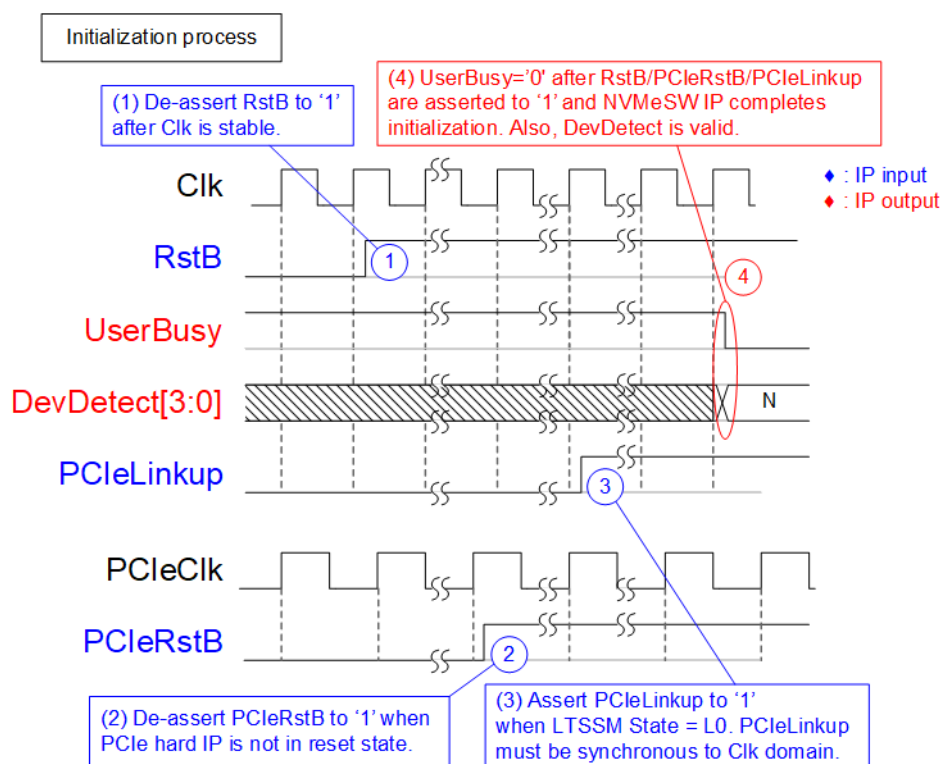 Initialization process
(1) De-assert RstB to ‘1’
after Clk is stable.
(4) UserBusy=‘0' after RstB/PCIeRstB/PCIeLinkup
are asserted to ‘1’ and NVMeSW IP completes
initialization. Also, DevDetect is valid.
Clk
♦ : IP input
♦ : IP output
RstB
1
4
UserBusy
DevDetect[3:0]
N
PCIeLinkup
3
PCIeClk
PCIeRstB
2
(2) De-assert PCIeRstB to ‘1’ when
PCIe hard IP is not in reset state.
(3) Assert PCIeLinkup to ‘1’
when LTSSM State = L0. PCIeLinkup
must be synchronous to Clk domain.